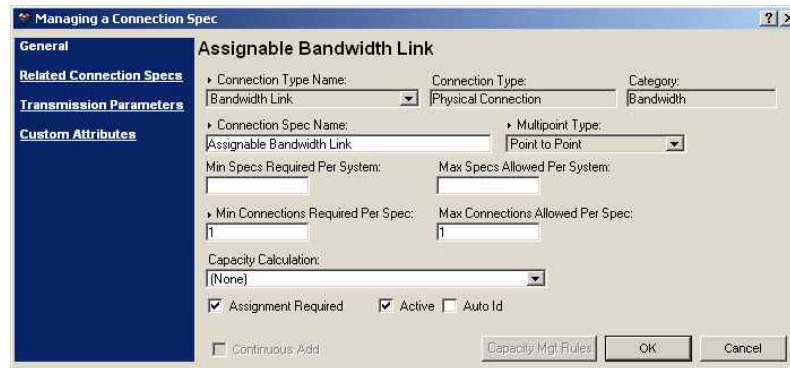 Managing a Connection Spec
General
Related Connection Specs
Transmission Parameters
Custom Attributes
Assignable Bandwidth Link
Connection Type Name:
Connection Type:
Category:
Bandwidth Link
Physical Connection
Bandwidth
Connection Spec Name:
Multipoint Type:
Assignable Bandwidth Link
Point to Point
Min Specs Required Per System:
Max Specs Allowed Per System:
Min Connections Required Per Spec:
Max Connections Allowed Per Spec:
1
1
Capacity Calculation:
(None)
Assignment Required
Active
Auto Id
Continuous Add
Capacity Mgt Rules
OK
Cancel